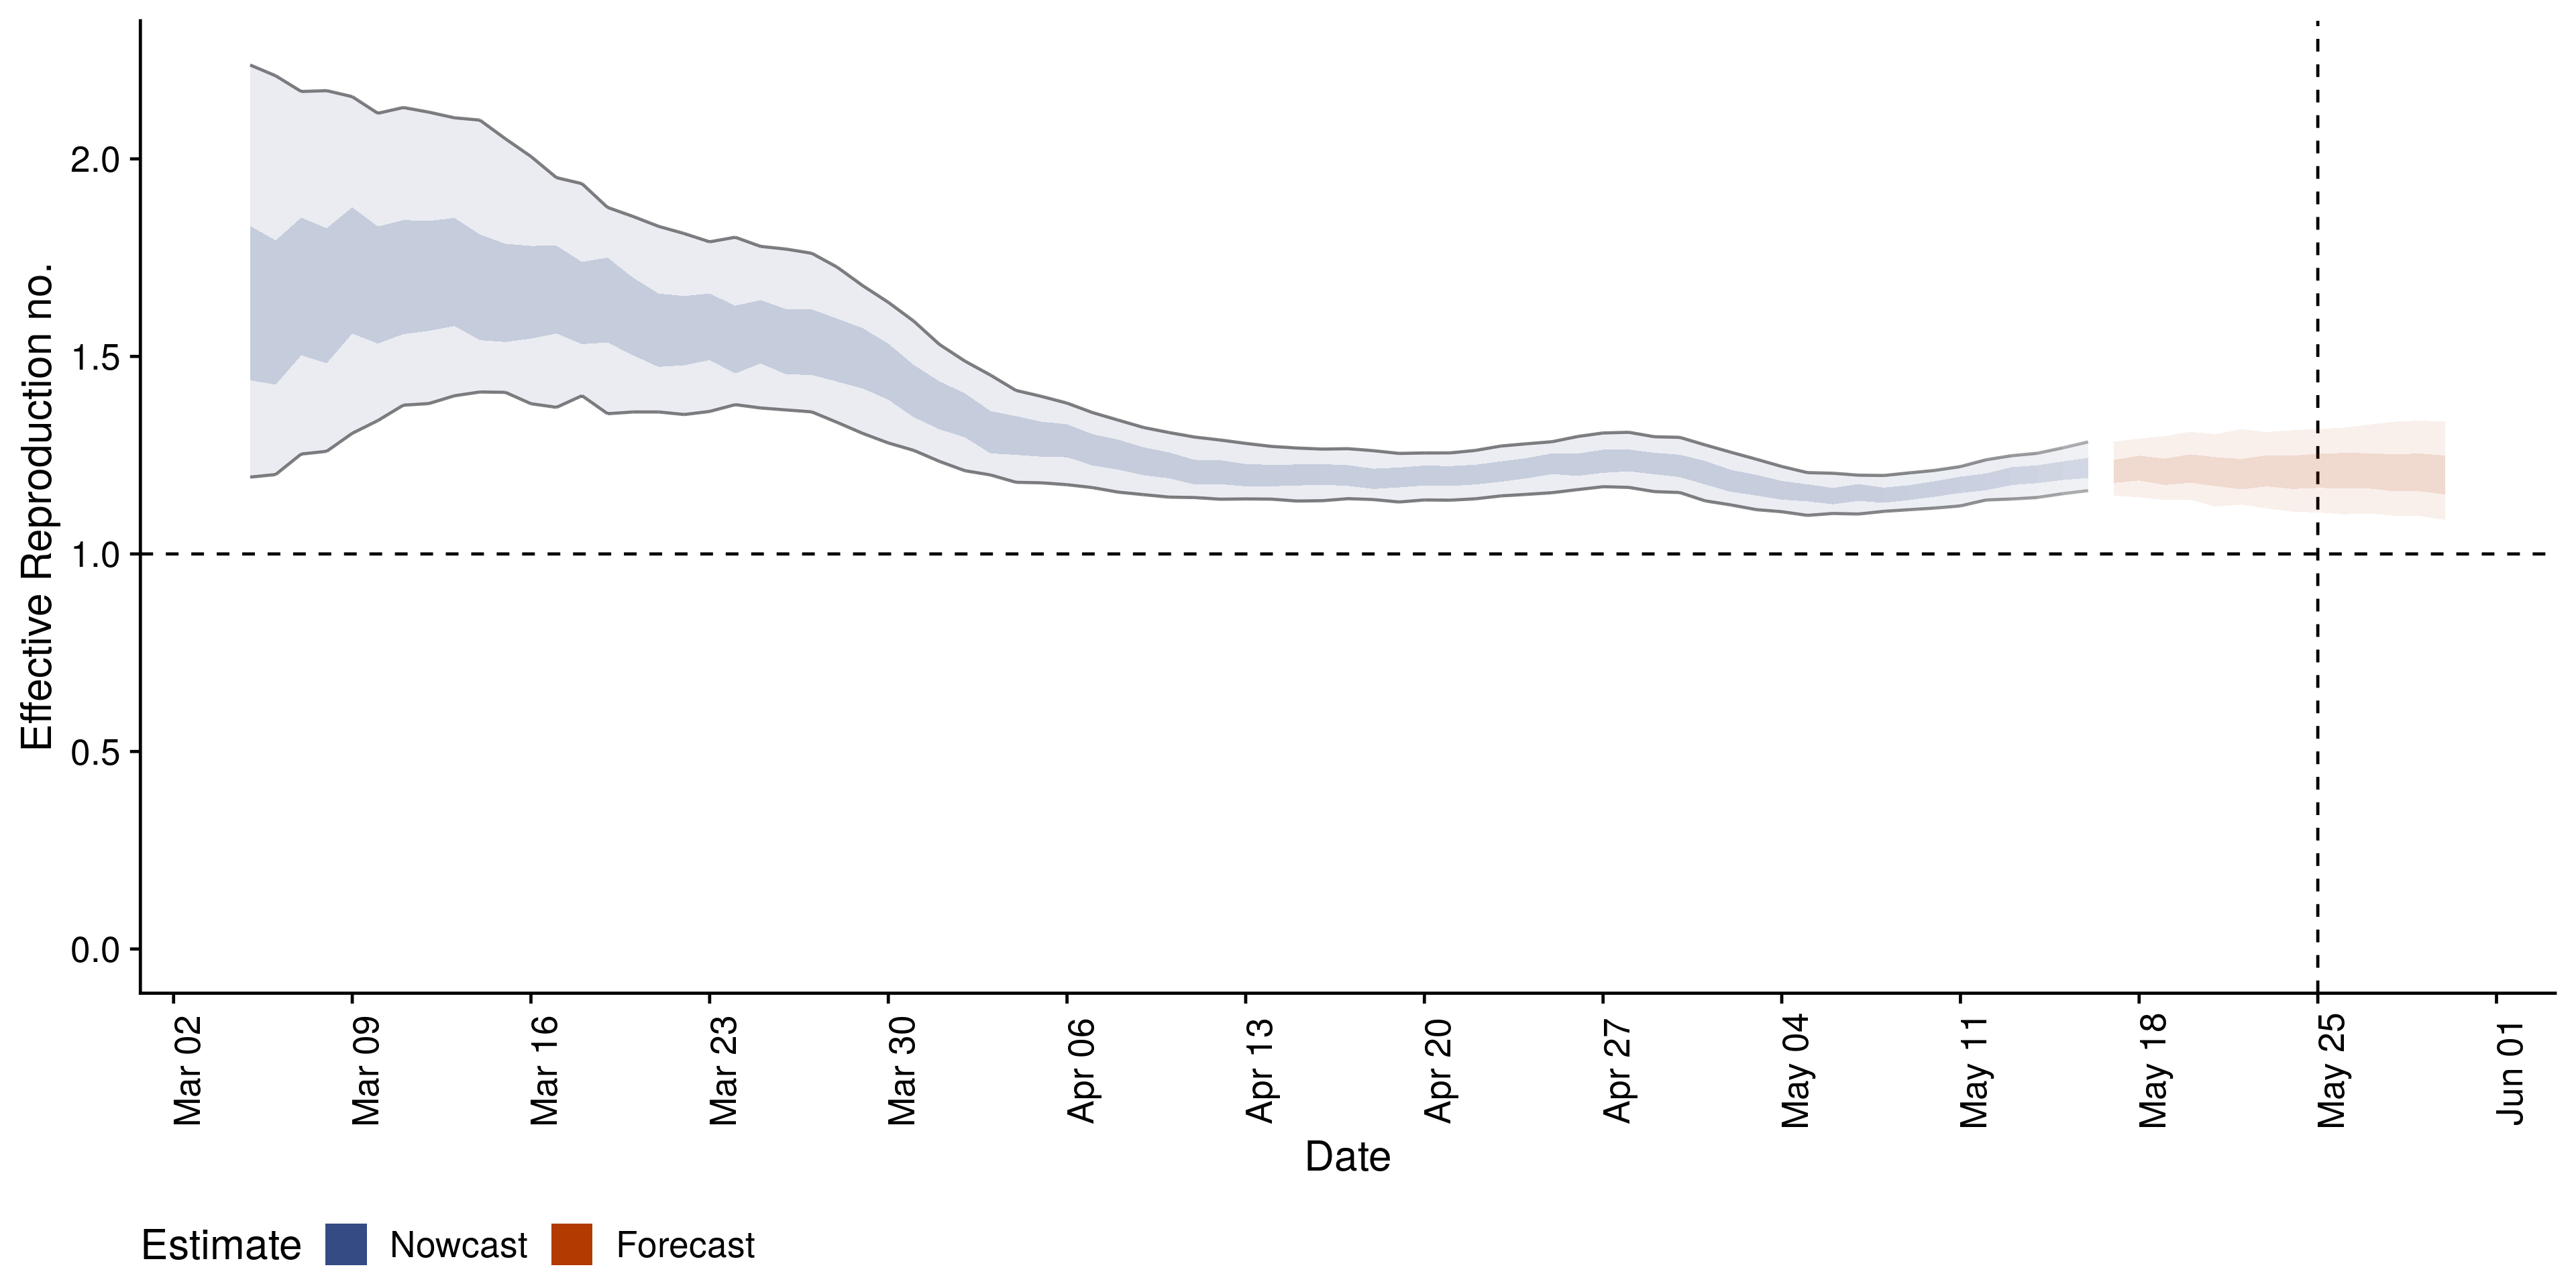 Effective Reproduction no.
2.0
1.5
1.0
0.5
0.0
Mar 02
Mar 09
Mar 16
Mar 23
Mar 30
Apr 06
Apr 13
Apr 20
Apr 27
May 04
May 11
May 18
May 25
Jun 01
Date
Estimate Nowcast Forecast